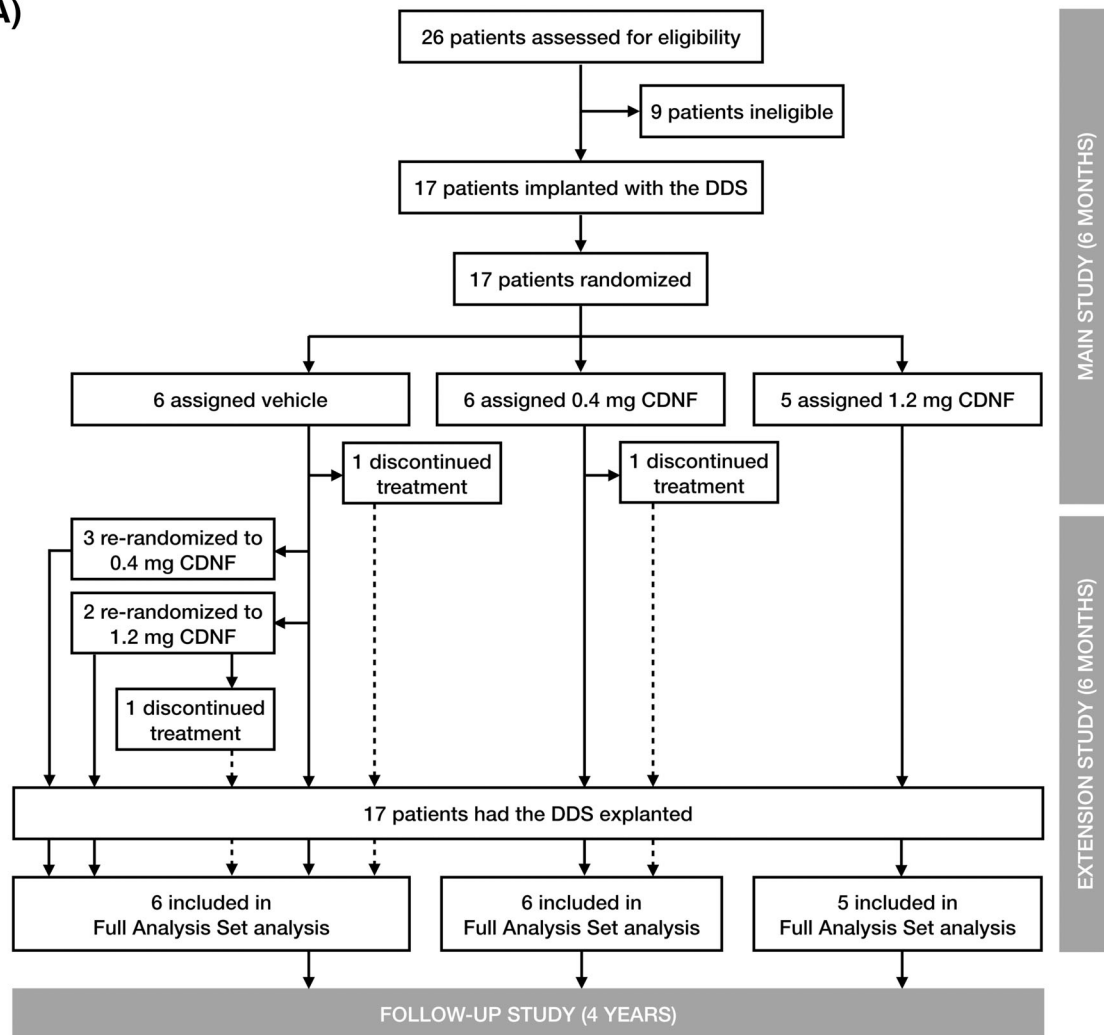 A)
26 patients assessed for eligibility
9 patients ineligible
17 patients implanted with the DDS
17 patients randomized
6 assigned vehicle
6 assigned 0.4 mg CDNF
5 assigned 1.2 mg CDNF
1 discontinued
treatment
1 discontinued
treatment
3 re-randomized to
0.4 mg CDNF
2 re-randomized to
1.2 mg CDNF
1 discontinued
treatment
17 patients had the DDS explanted
6 included in
Full Analysis Set analysis
6 included in
Full Analysis Set analysis
5 included in
Full Analysis Set analysis
FOLLOW-UP STUDY (4 YEARS)
MAIN STUDY (6 MONTHS)
EXTENSION STUDY (6 MONTHS)